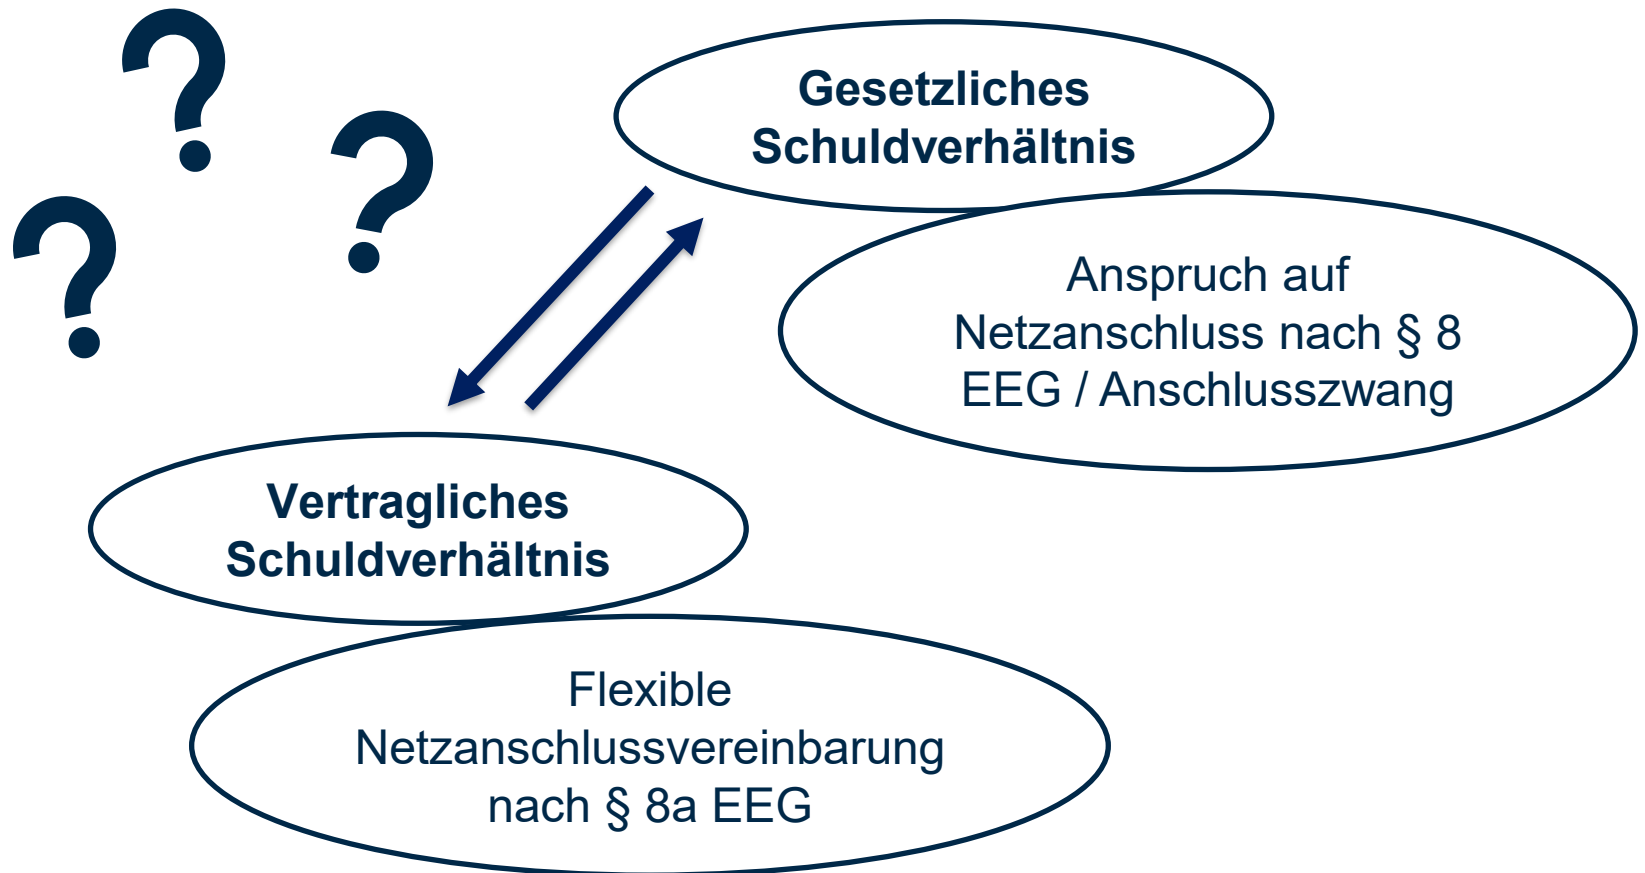 ? ? ?
Gesetzliches
Schuldverhältnis
Anspruch auf
Netzanschluss nach § 8
EEG / Anschlusszwang
Vertragliches
Schuldverhältnis
Flexible
Netzanschlussvereinbarung
nach § 8a EEG